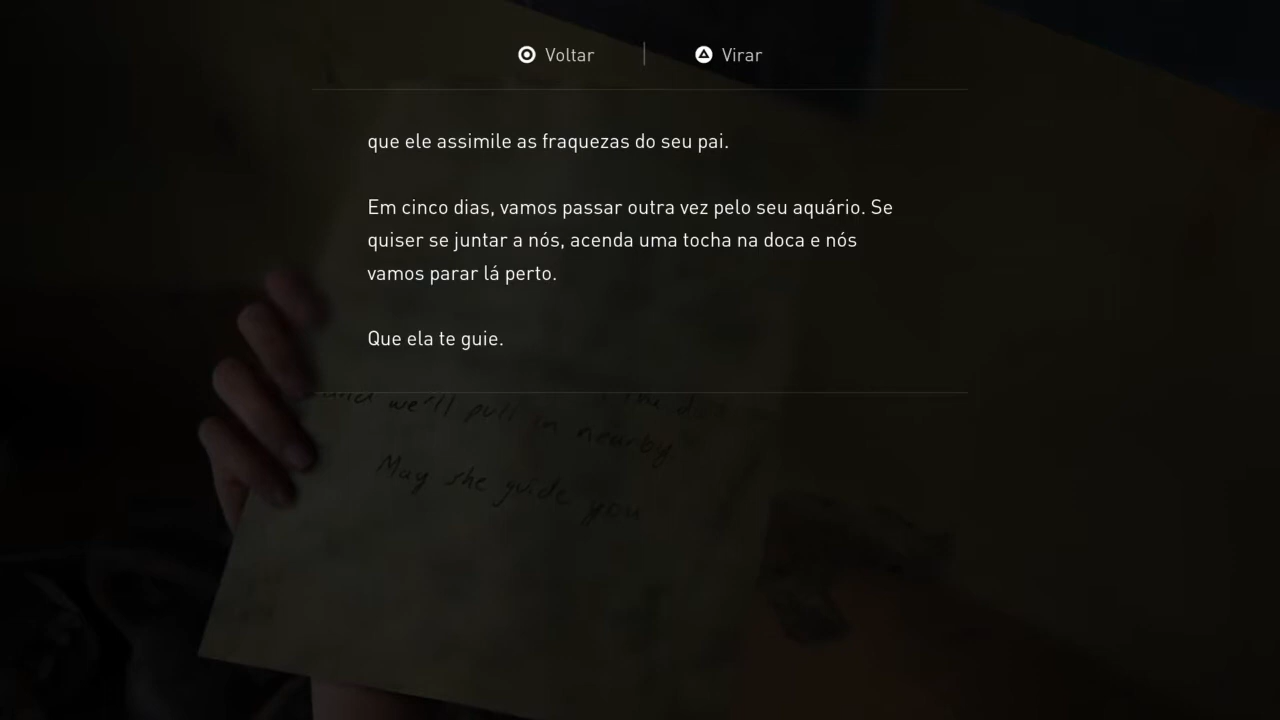 Voltar | Virar
que ele assimile as fraquezas do seu pai.
Em cinco dias, vamos passar outra vez pelo seu aquário. Se
quiser se juntar a nós, acenda uma tocha na doca e nós
vamos parar lá perto.
Que ela te guie.
and we'll pull in nearby
May she guide you